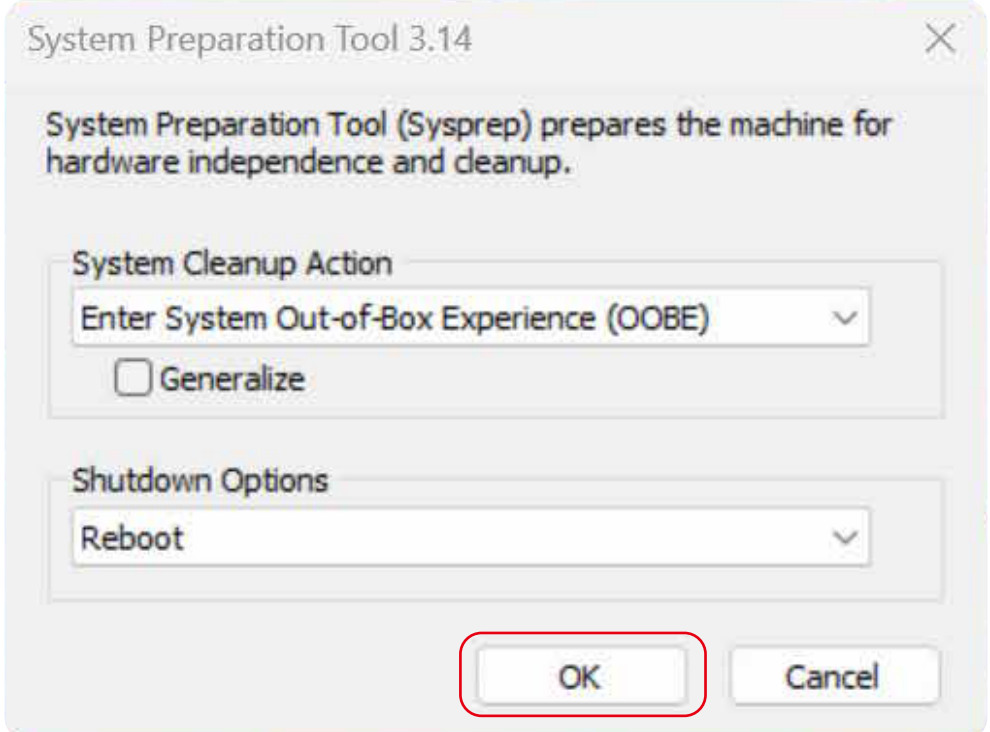 System Preparation Tool 3.14
System Preparation Tool (Sysprep) prepares the machine for
hardware independence and cleanup.
System Cleanup Action
Enter System Out-of-Box Experience (OOBE)
Generalize
Shutdown Options
Reboot
OK
Cancel